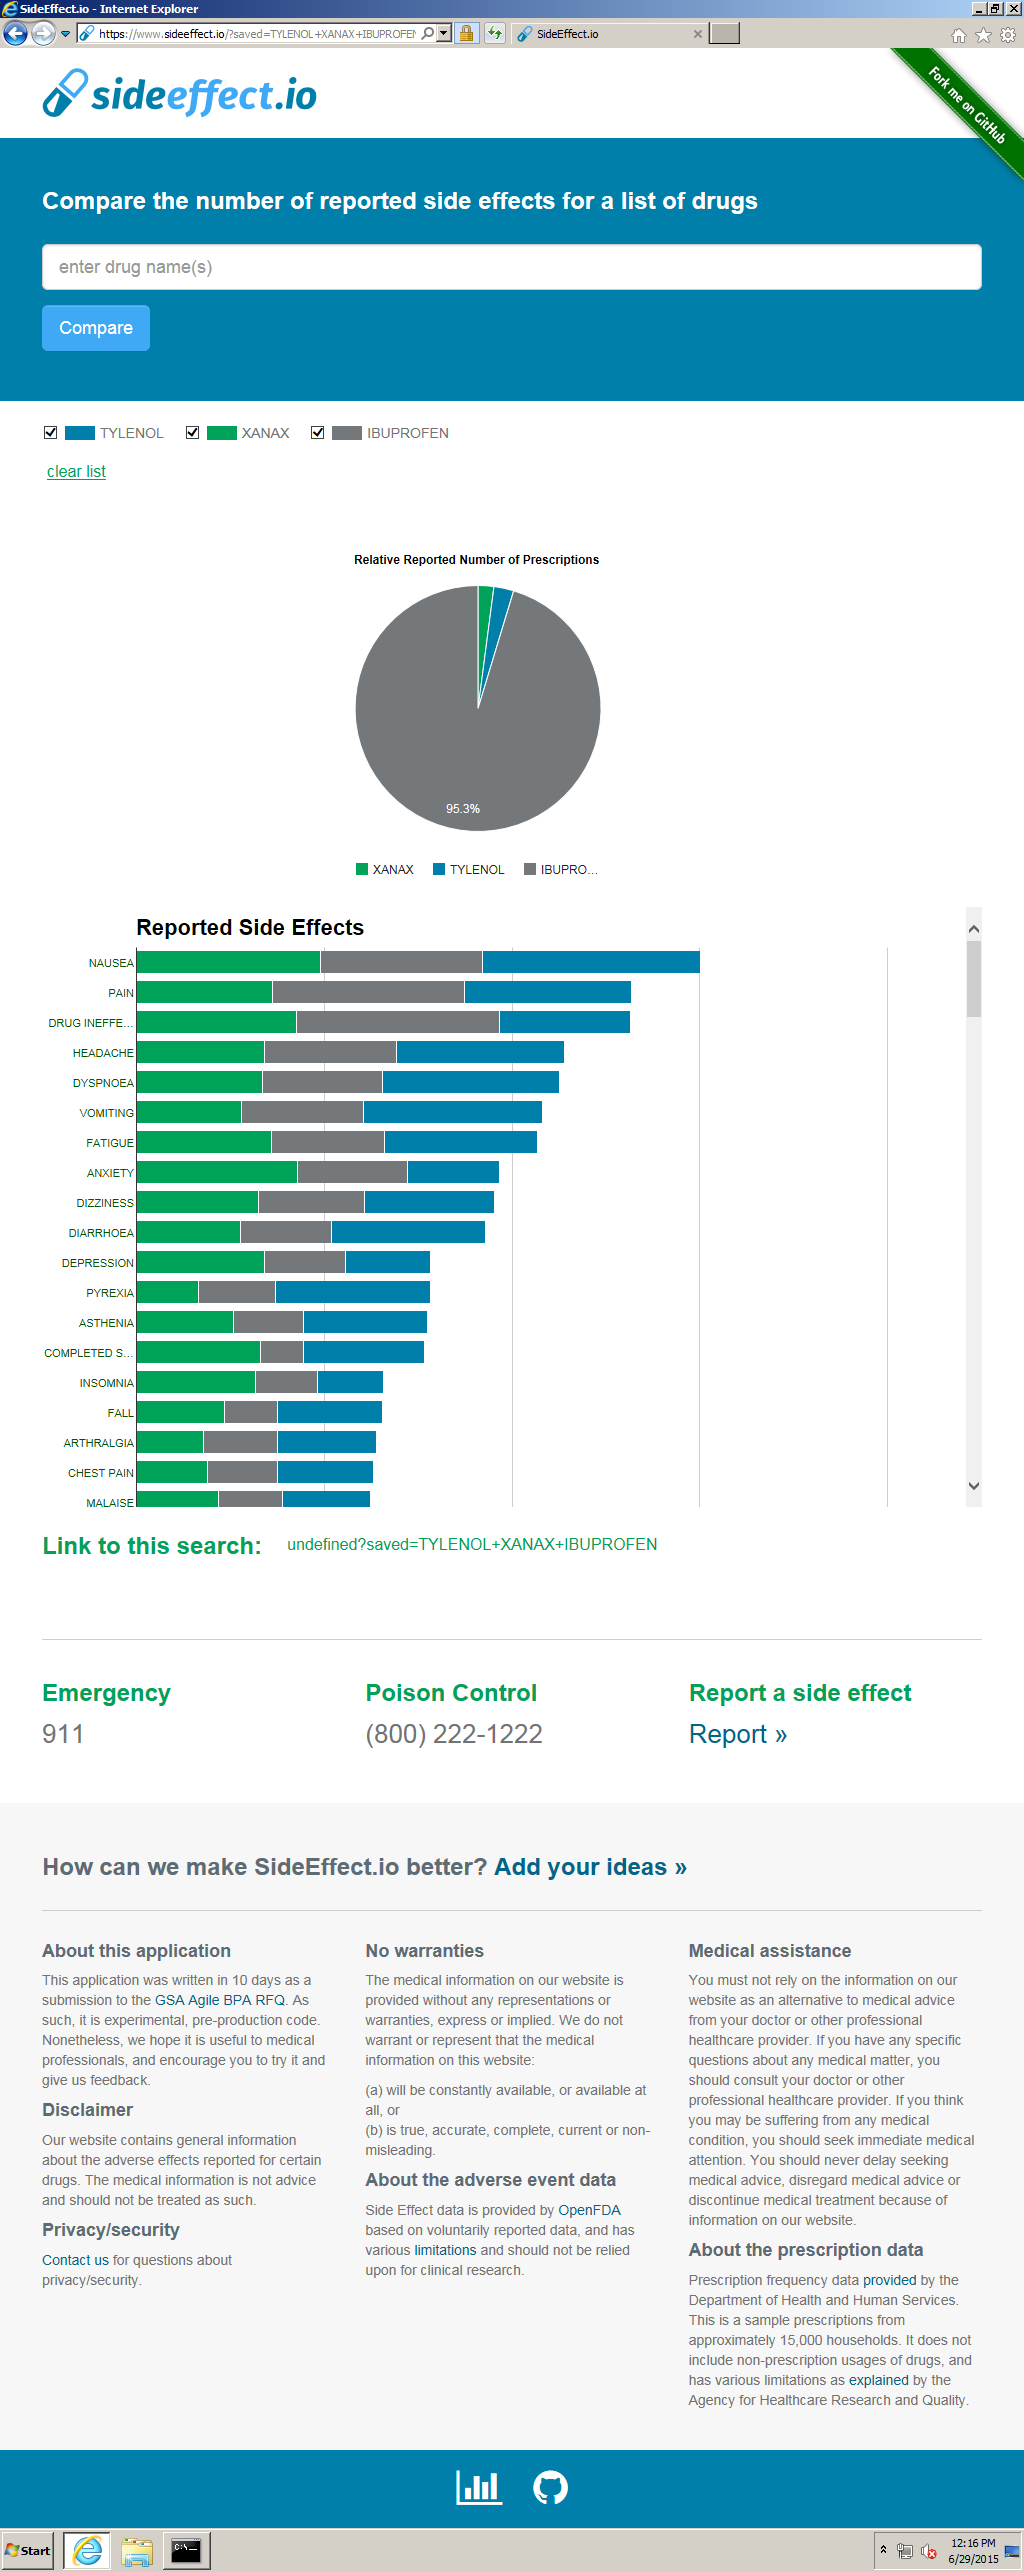 SideEffect.io - Internet Explorer
https://www.sideeffect.io/?saved=TYLENOL+XANAX+IBUPROFEN
SideEffect.io
sideeffect.io
Fork me on GitHub
Compare the number of reported side effects for a list of drugs
enter drug name(s)
Compare
TYLENOL XANAX IBUPROFEN
clear list
Relative Reported Number of Prescriptions
95.3%
XANAX TYLENOL IBUPRO...
Reported Side Effects
NAUSEA
PAIN
DRUG INEFFE...
HEADACHE
DYSPNOEA
VOMITING
FATIGUE
ANXIETY
DIZZINESS
DIARRHOEA
DEPRESSION
PYREXIA
ASTHENIA
COMPLETED S...
INSOMNIA
FALL
ARTHRALGIA
CHEST PAIN
MALAISE
Link to this search: undefined?saved=TYLENOL+XANAX+IBUPROFEN
Emergency
911
Poison Control
(800) 222-1222
Report a side effect
Report »
How can we make SideEffect.io better? Add your ideas »
About this application
This application was written in 10 days as a
submission to the GSA Agile BPA RFQ. As
such, it is experimental, pre-production code.
Nonetheless, we hope it is useful to medical
professionals, and encourage you to try it and
give us feedback.
Disclaimer
Our website contains general information
about the adverse effects reported for certain
drugs. The medical information is not advice
and should not be treated as such.
Privacy/security
Contact us for questions about
privacy/security.
No warranties
The medical information on our website is
provided without any representations or
warranties, express or implied. We do not
warrant or represent that the medical
information on this website:
(a) will be constantly available, or available at
all, or
(b) is true, accurate, complete, current or non-
misleading.
About the adverse event data
Side Effect data is provided by OpenFDA
based on voluntarily reported data, and has
various limitations and should not be relied
upon for clinical research.
Medical assistance
You must not rely on the information on our
website as an alternative to medical advice
from your doctor or other professional
healthcare provider. If you have any specific
questions about any medical matter, you
should consult your doctor or other
professional healthcare provider. If you think
you may be suffering from any medical
condition, you should seek immediate medical
attention. You should never delay seeking
medical advice, disregard medical advice or
discontinue medical treatment because of
information on our website.
About the prescription data
Prescription frequency data provided by the
Department of Health and Human Services.
This is a sample prescriptions from
approximately 15,000 households. It does not
include non-prescription usages of drugs, and
has various limitations as explained by the
Agency for Healthcare Research and Quality.
Start
12:16 PM
6/29/2015